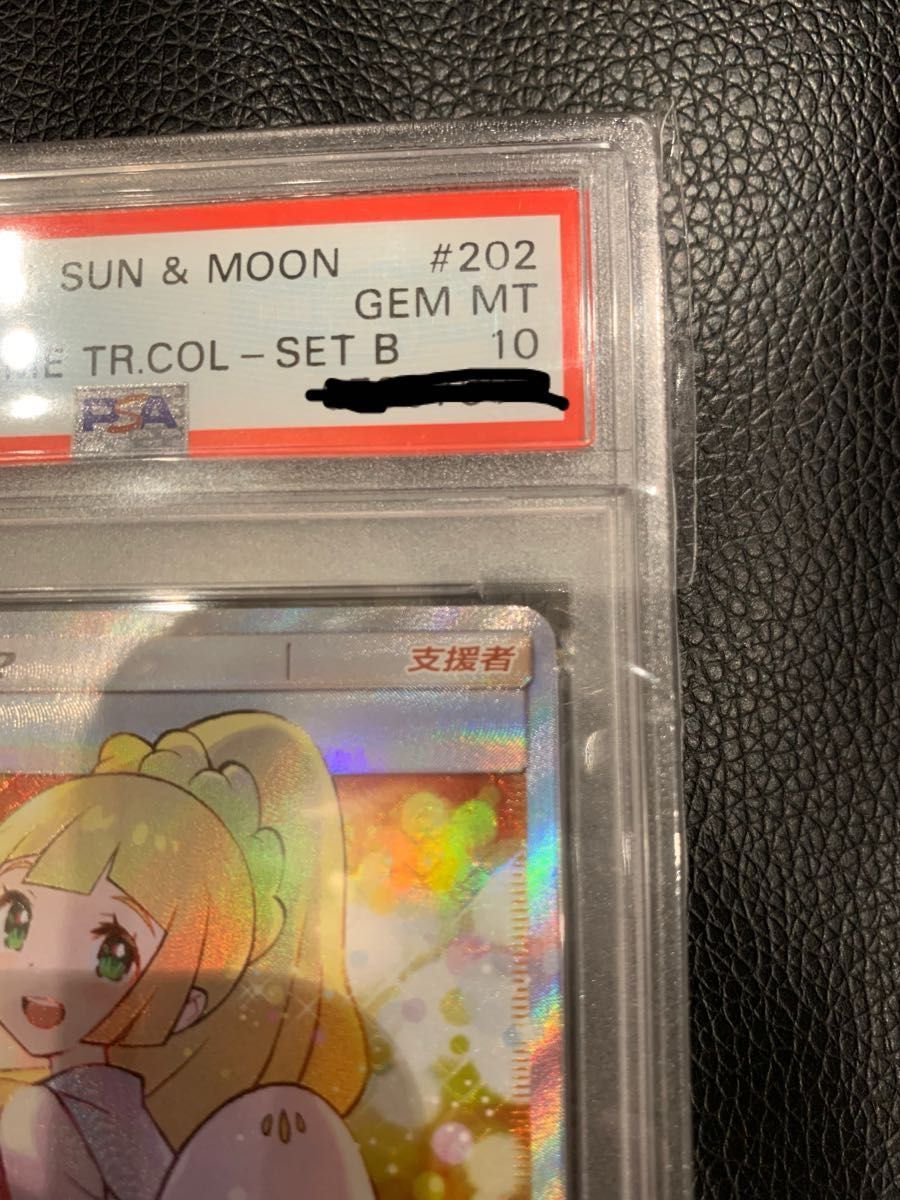 SUN & MOON #202
GEM MT
TR.COL-SET B 10
PSA
支援者